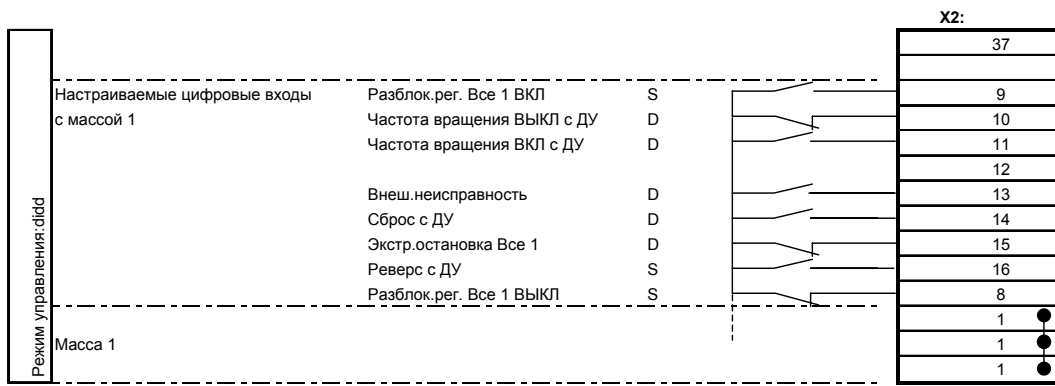 X2:
37
Настраиваемые цифровые входы Разблок.рег. Все 1 ВКЛ S 9
с массой 1 Частота вращения ВЫКЛ с ДУ D 10
Частота вращения ВКЛ с ДУ D 11
12
Внеш.неисправность D 13
Сброс с ДУ D 14
Экстр.остановка Все 1 D 15
Реверс с ДУ S 16
Разблок.рег. Все 1 ВЫКЛ S 8
1
Масса 1 1
1
Режим управления:didd